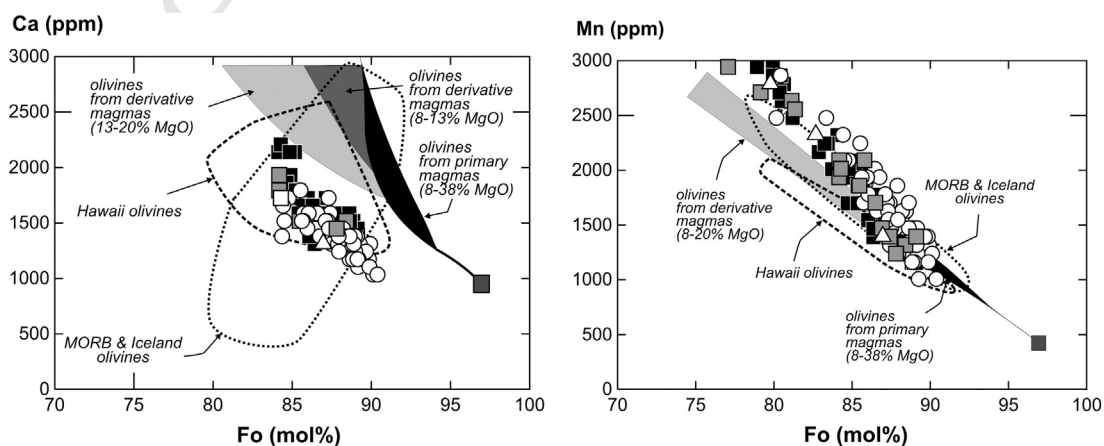 Ca (ppm)
3000
2500
2000
1500
1000
500
0
70
75
80
85
90
95
100
Fo (mol%)
olivines
from derivative
magmas
(13-20% MgO)
olivines
from derivative
magmas
(8-13% MgO)
olivines
from primary
magmas
(8-38% MgO)
Hawaii olivines
MORB & Iceland
olivines
Mn (ppm)
3000
2500
2000
1500
1000
500
0
70
75
80
85
90
95
100
Fo (mol%)
olivines
from derivative
magmas
(8-20% MgO)
MORB & Iceland
olivines
Hawaii olivines
olivines
from primary
magmas
(8-38% MgO)